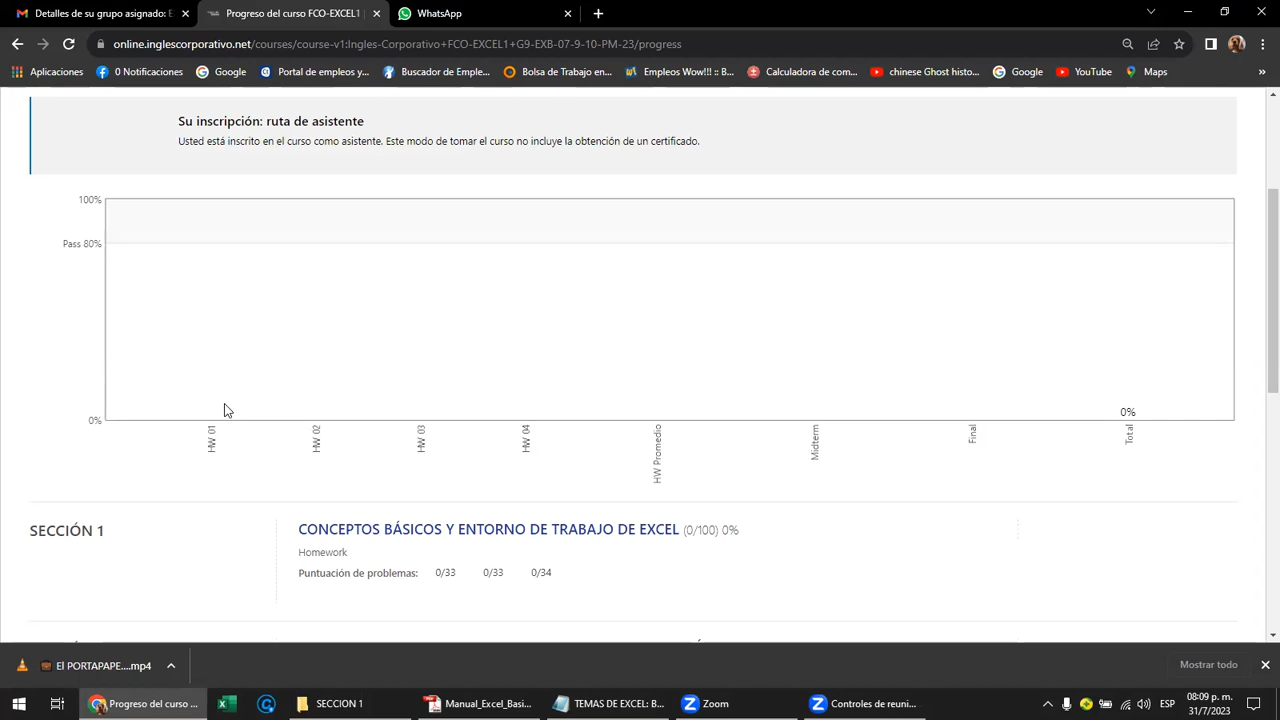 Detalles de su grupo asignado: E
Progreso del curso FCO-EXCEL1
WhatsApp
online.inglescorporativo.net/courses/course-v1:Ingles-Corporativo+FCO-EXCEL1+G9-EXB-07-9-10-PM-23/progress
Aplicaciones
0 Notificaciones
Google
Portal de empleos y...
Buscador de Emple...
Bolsa de Trabajo en...
Empleos Wow!!! :: B...
Calculadora de com...
chinese Ghost histo...
Google
YouTube
Maps
Su inscripción: ruta de asistente
Usted está inscrito en el curso como asistente. Este modo de tomar el curso no incluye la obtención de un certificado.
100%
Pass 80%
0%
0%
HW 01
HW 02
HW 03
HW 04
HW Promedio
Midterm
Final
Total
SECCIÓN 1
CONCEPTOS BÁSICOS Y ENTORNO DE TRABAJO DE EXCEL (0/100) 0%
Homework
Puntuación de problemas: 0/33 0/33 0/34
El PORTAPAPE....mp4
Mostrar todo
Progreso del curso ...
SECCION 1
Manual_Excel_Basi...
TEMAS DE EXCEL: B...
Zoom
Controles de reuni...
ESP
08:09 p. m.
31/7/2023